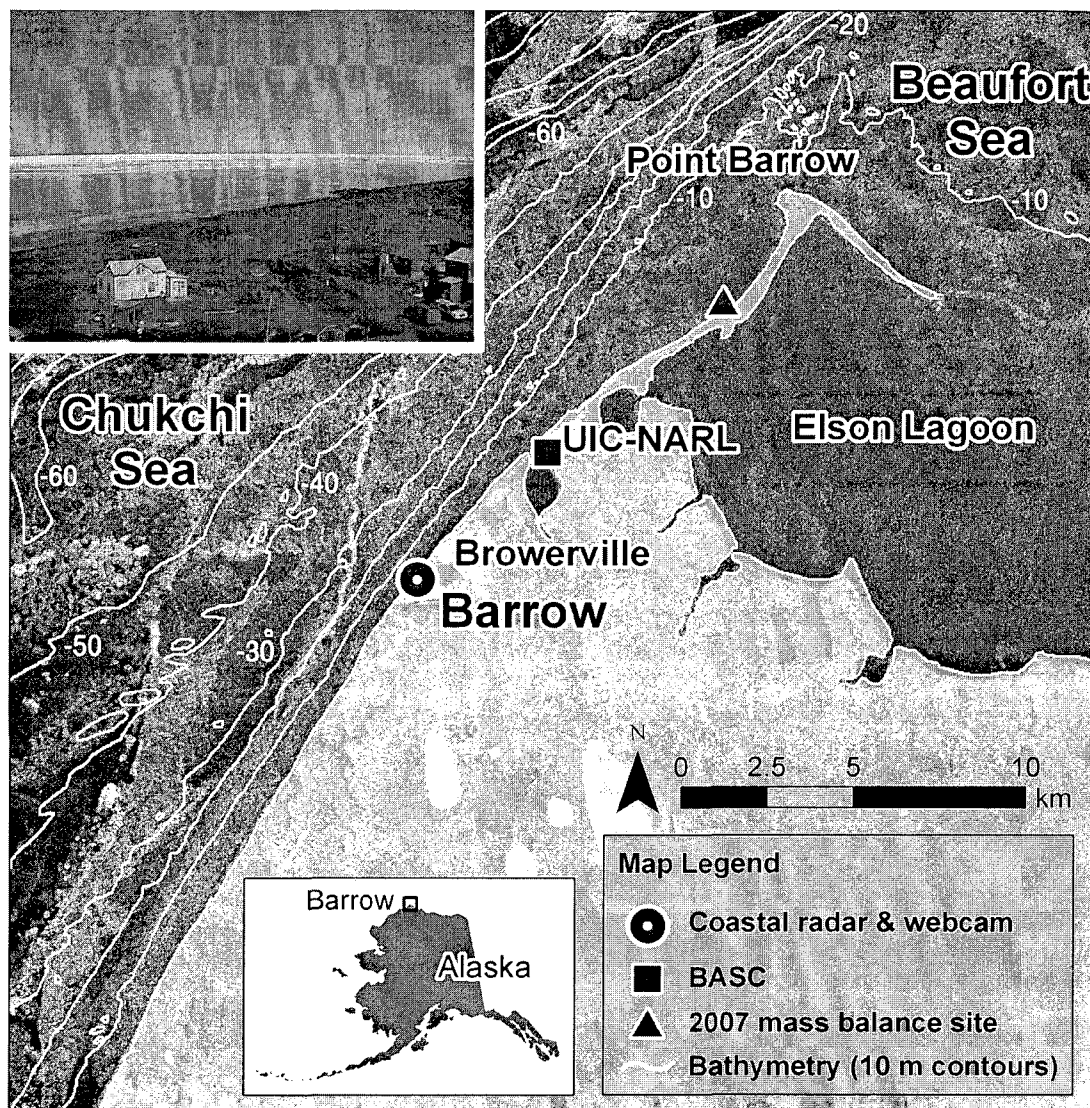 -20
Beaufort
Sea
-60
Point Barrow
-10
-10
Chukchi
Sea
-60
-40
UIC-NARL
Elson Lagoon
Browerville
Barrow
-50
-30
N
0 2.5 5 10
km
Map Legend
Coastal radar & webcam
BASC
2007 mass balance site
Bathymetry (10 m contours)
Barrow
Alaska